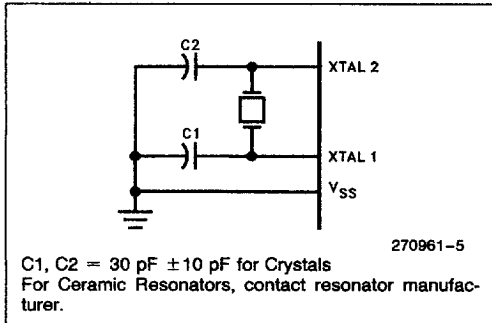 C2
XTAL 2
C1
XTAL 1
VSS
270961–5
C1, C2 = 30 pF ±10 pF for Crystals
For Ceramic Resonators, contact resonator manufac-
turer.